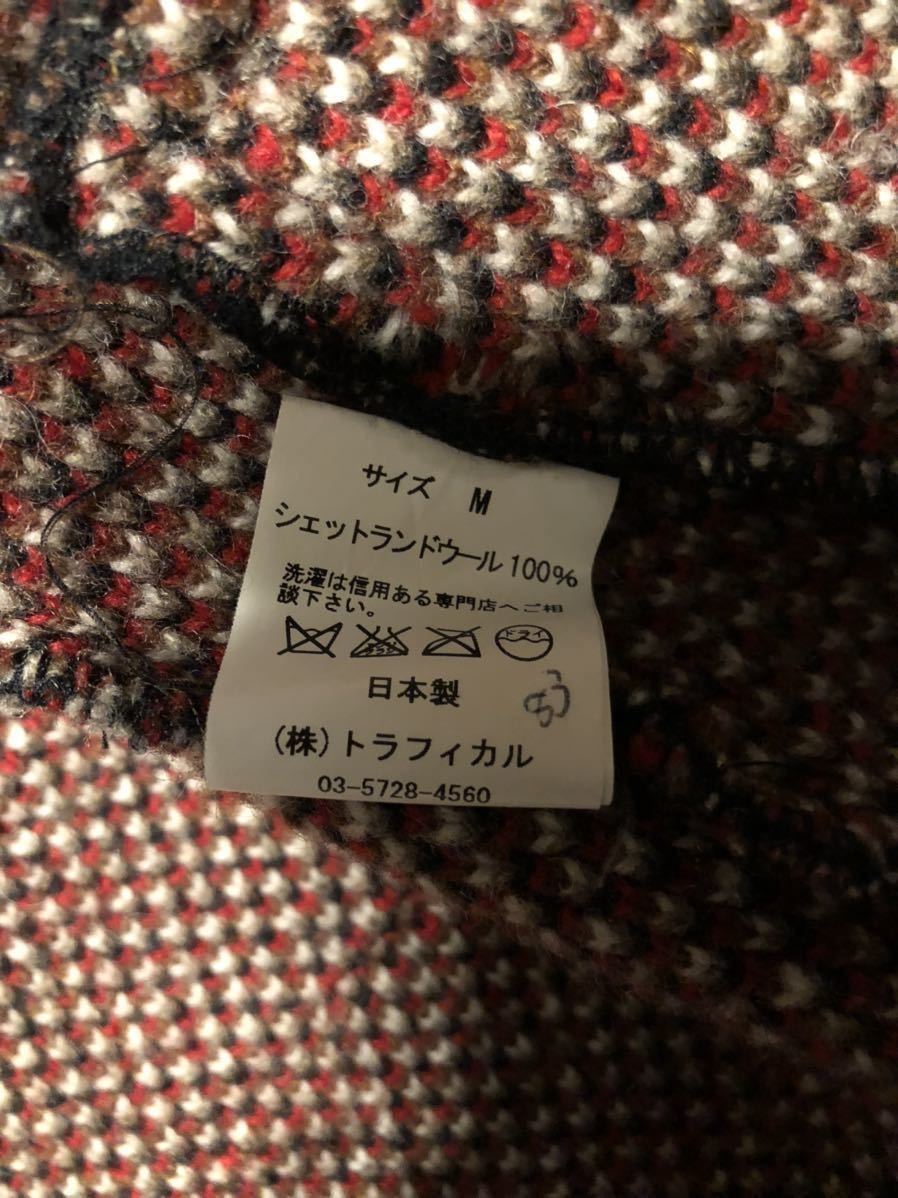 サイズ M
シェットランドウール100%
洗濯は信用ある専門店へご相
談下さい。
ドライ
日本製
(株)トラフィカル
03-5728-4560